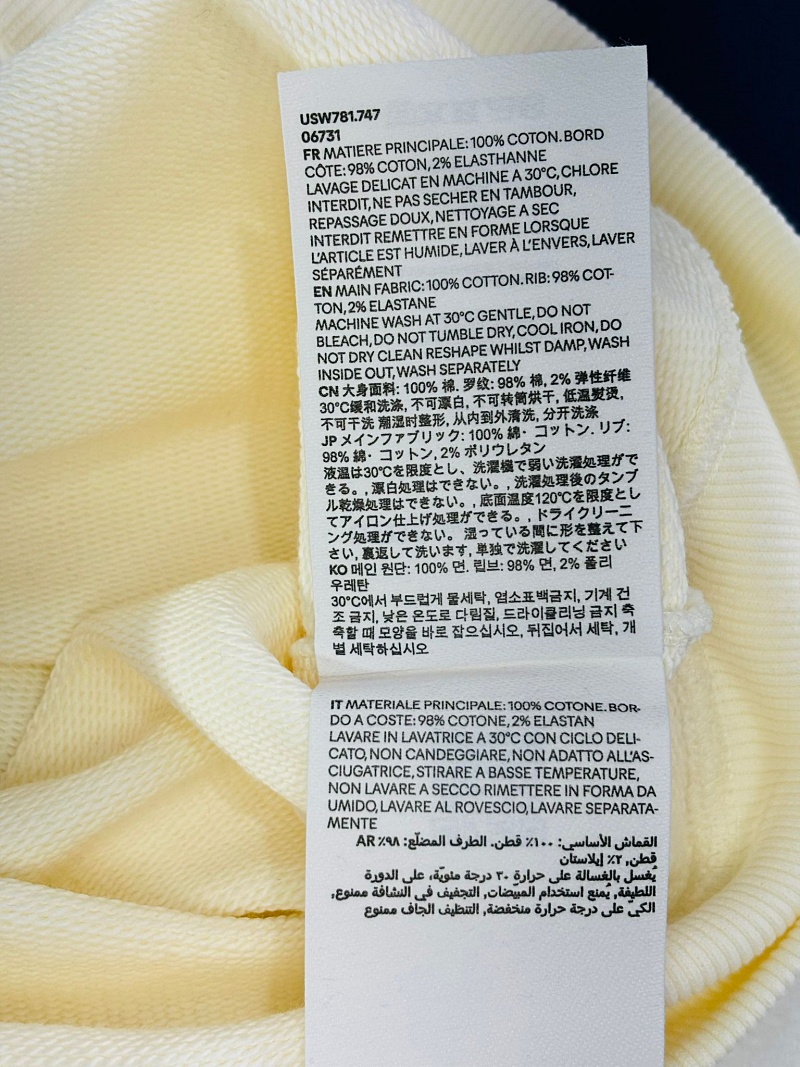 USW781.747
06731
FR MATIERE PRINCIPALE: 100% COTON. BORD
CÔTE: 98% COTON, 2% ELASTHANNE
LAVAGE DELICAT EN MACHINE A 30°C, CHLORE
INTERDIT, NE PAS SECHER EN TAMBOUR,
REPASSAGE DOUX, NETTOYAGE A SEC
INTERDIT REMETTRE EN FORME LORSQUE
L'ARTICLE EST HUMIDE, LAVER À L'ENVERS, LAVER
SÉPARÉMENT
EN MAIN FABRIC: 100% COTTON. RIB: 98% COT-
TON, 2% ELASTANE
MACHINE WASH AT 30°C GENTLE, DO NOT
BLEACH, DO NOT TUMBLE DRY, COOL IRON, DO
NOT DRY CLEAN RESHAPE WHILST DAMP, WASH
INSIDE OUT, WASH SEPARATELY
CN 大身面料: 100% 棉. 罗纹: 98% 棉, 2% 弹性纤维
30°C缓和洗涤, 不可漂白, 不可转筒烘干, 低温熨烫,
不可干洗 潮湿时整形, 从内到外清洗, 分开洗涤
JP メインファブリック: 100% 綿・コットン. リブ:
98% 綿・コットン, 2% ポリウレタン
液温は30℃を限度とし、洗濯機で弱い洗濯処理がで
きる。, 漂白処理はできない。, 洗濯処理後のタンブ
ル乾燥処理はできない。, 底面温度120℃を限度とし
てアイロン仕上げ処理ができる。, ドライクリーニ
ング処理ができない。 湿っている間に形を整えて下
さい, 裏返して洗います, 単独で洗濯してください
KO 메인 원단: 100% 면. 립브: 98% 면, 2% 폴리
우레탄
30°C에서 부드럽게 물세탁, 염소표백금지, 기계 건
조 금지, 낮은 온도로 다림질, 드라이클리닝 금지 축
축할 때 모양을 바로 잡으십시오, 뒤집어서 세탁, 개
별 세탁하십시오
IT MATERIALE PRINCIPALE: 100% COTONE. BOR-
DO A COSTE: 98% COTONE, 2% ELASTAN
LAVARE IN LAVATRICE A 30°C CON CICLO DELI-
CATO, NON CANDEGGIARE, NON ADATTO ALL'AS-
CIUGATRICE, STIRARE A BASSE TEMPERATURE,
NON LAVARE A SECCO RIMETTERE IN FORMA DA
UMIDO, LAVARE AL ROVESCIO, LAVARE SEPARATA-
MENTE
AR القماش الأساسي: ١٠٠٪ قطن. الطرف المضلّع: ٩٨٪
قطن, ٢٪ إيلاستان
يُغسل بالغسالة على حرارة ٣٠ درجة مئويّة، على الدورة
اللطيفة, يُمنع استخدام المبيّضات, التجفيف في النشافة ممنوع,
الكيّ على درجة حرارة منخفضة, التنظيف الجاف ممنوع